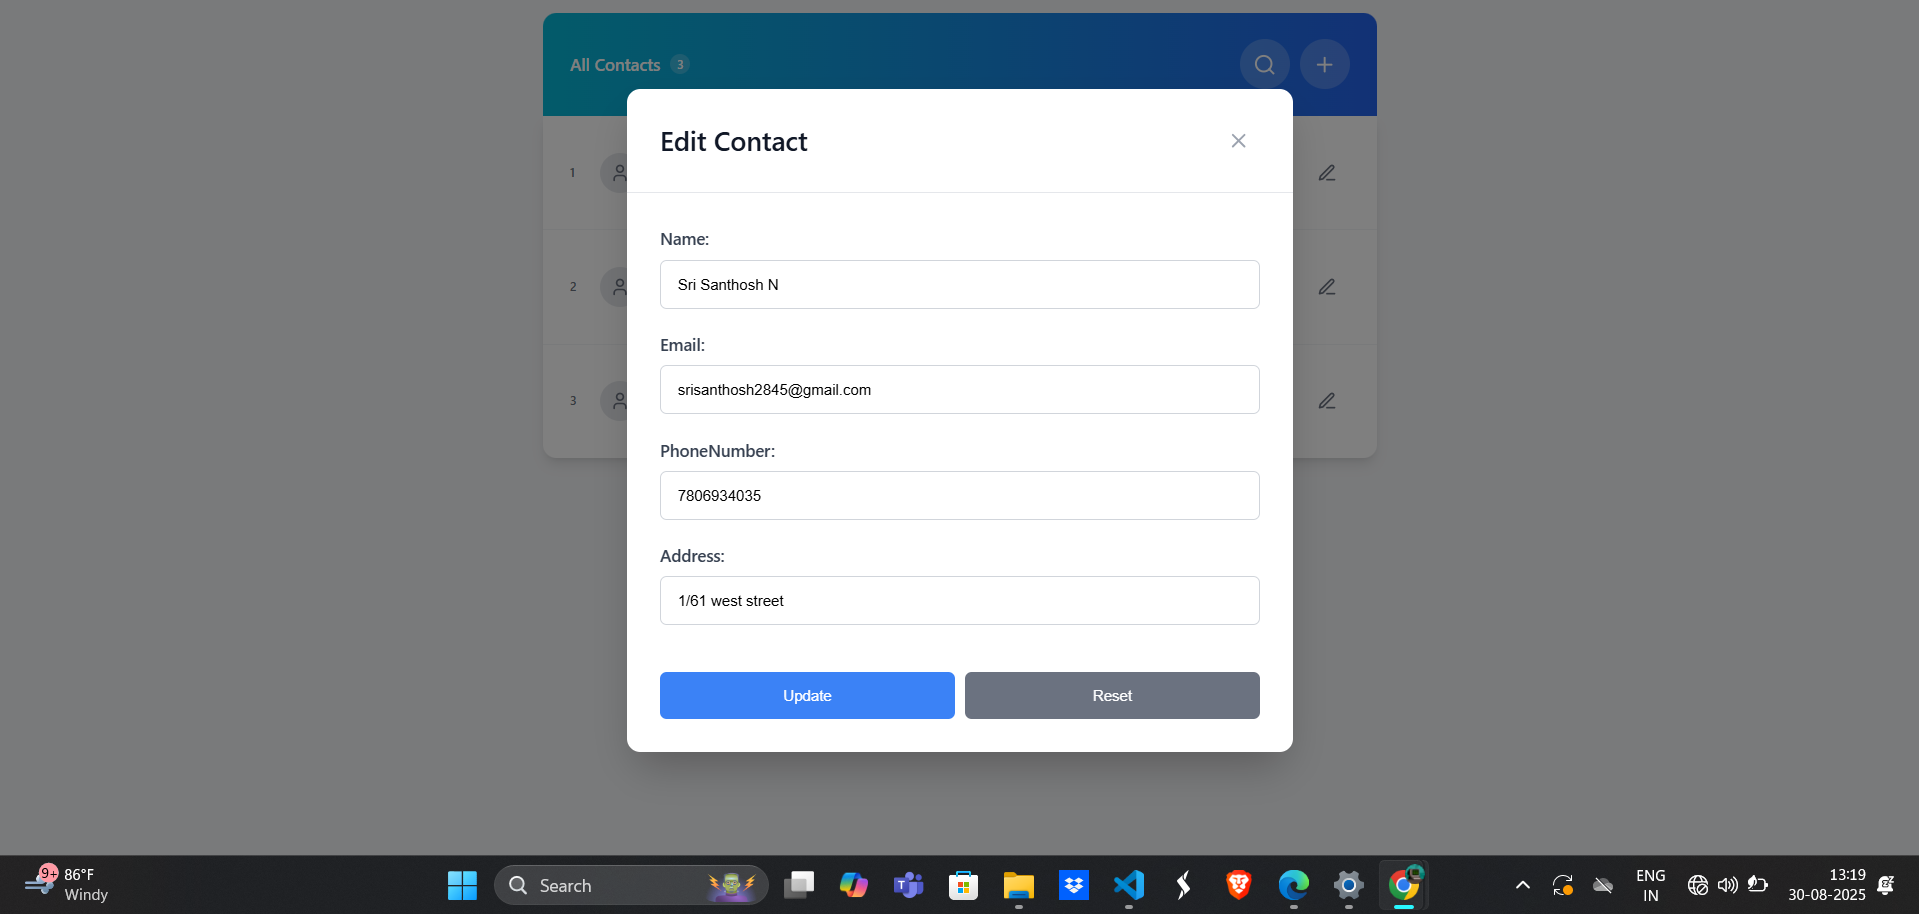 All Contacts 3
Edit Contact
1
Name:
Sri Santhosh N
2
Email:
srisanthosh2845@gmail.com
3
PhoneNumber:
7806934035
Address:
1/61 west street
Update Reset
9+ 86°F
Windy
Search
ENG
IN
13:19
30-08-2025